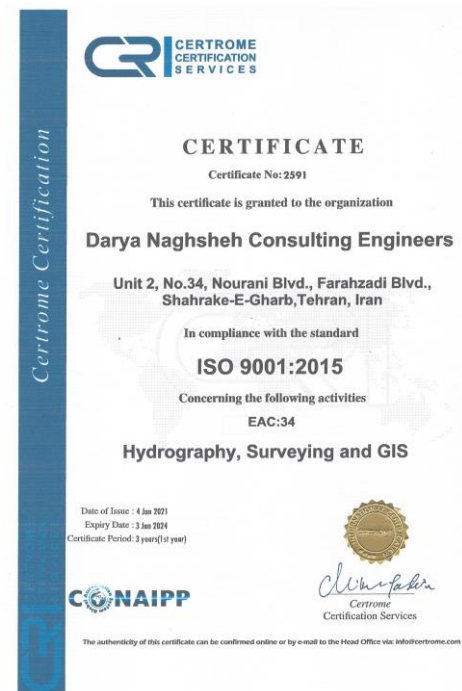 CERTROME
CERTIFICATION
SERVICES
Certrome Certification
CERTIFICATE
Certificate No: 2591
This certificate is granted to the organization
Darya Naghsheh Consulting Engineers
Unit 2, No.34, Nourani Blvd., Farahzadi Blvd.,
Shahrake-E-Gharb,Tehran, Iran
In compliance with the standard
ISO 9001:2015
Concerning the following activities
EAC:34
Hydrography, Surveying and GIS
Date of Issue : 4 Jan 2021
Expiry Date : 3 Jan 2024
Certificate Period: 3 years(1st year)
CONAIPP
Certrome
Certification Services
The authenticity of this certificate can be confirmed online or by e-mail to the Head Office via: info@certrome.com